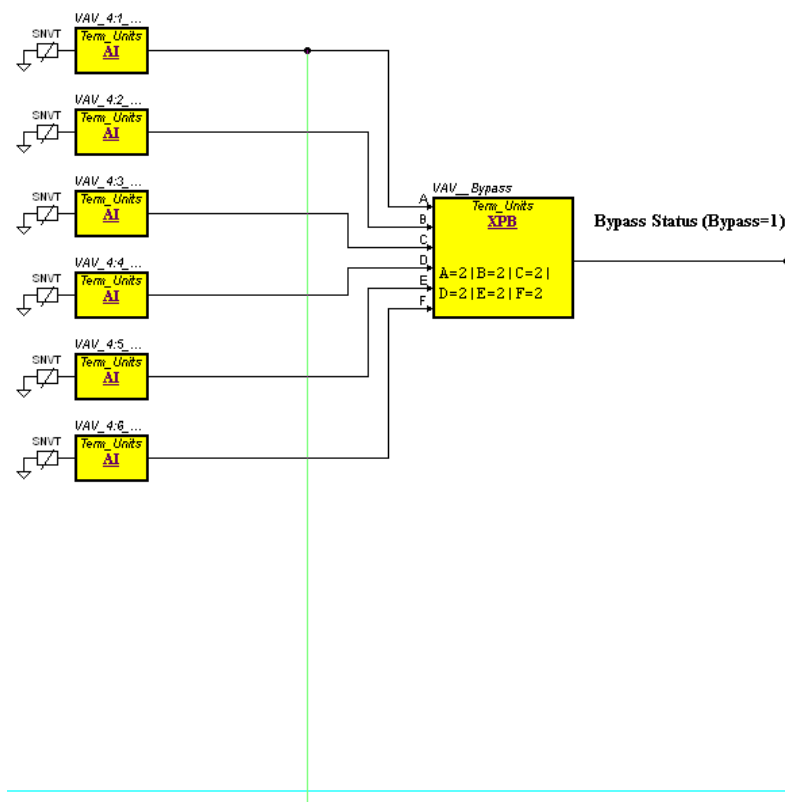 VAV_4:1_...
SNVT
Term_Units
AI
VAV_4:2_...
SNVT
Term_Units
AI
VAV_4:3_...
SNVT
Term_Units
AI
VAV_4:4_...
SNVT
Term_Units
AI
VAV_4:5_...
SNVT
Term_Units
AI
VAV_4:6_...
SNVT
Term_Units
AI
VAV__Bypass
A
B
C
D
E
F
Term_Units
XPB
A=2|B=2|C=2|
D=2|E=2|F=2
Bypass Status (Bypass=1)